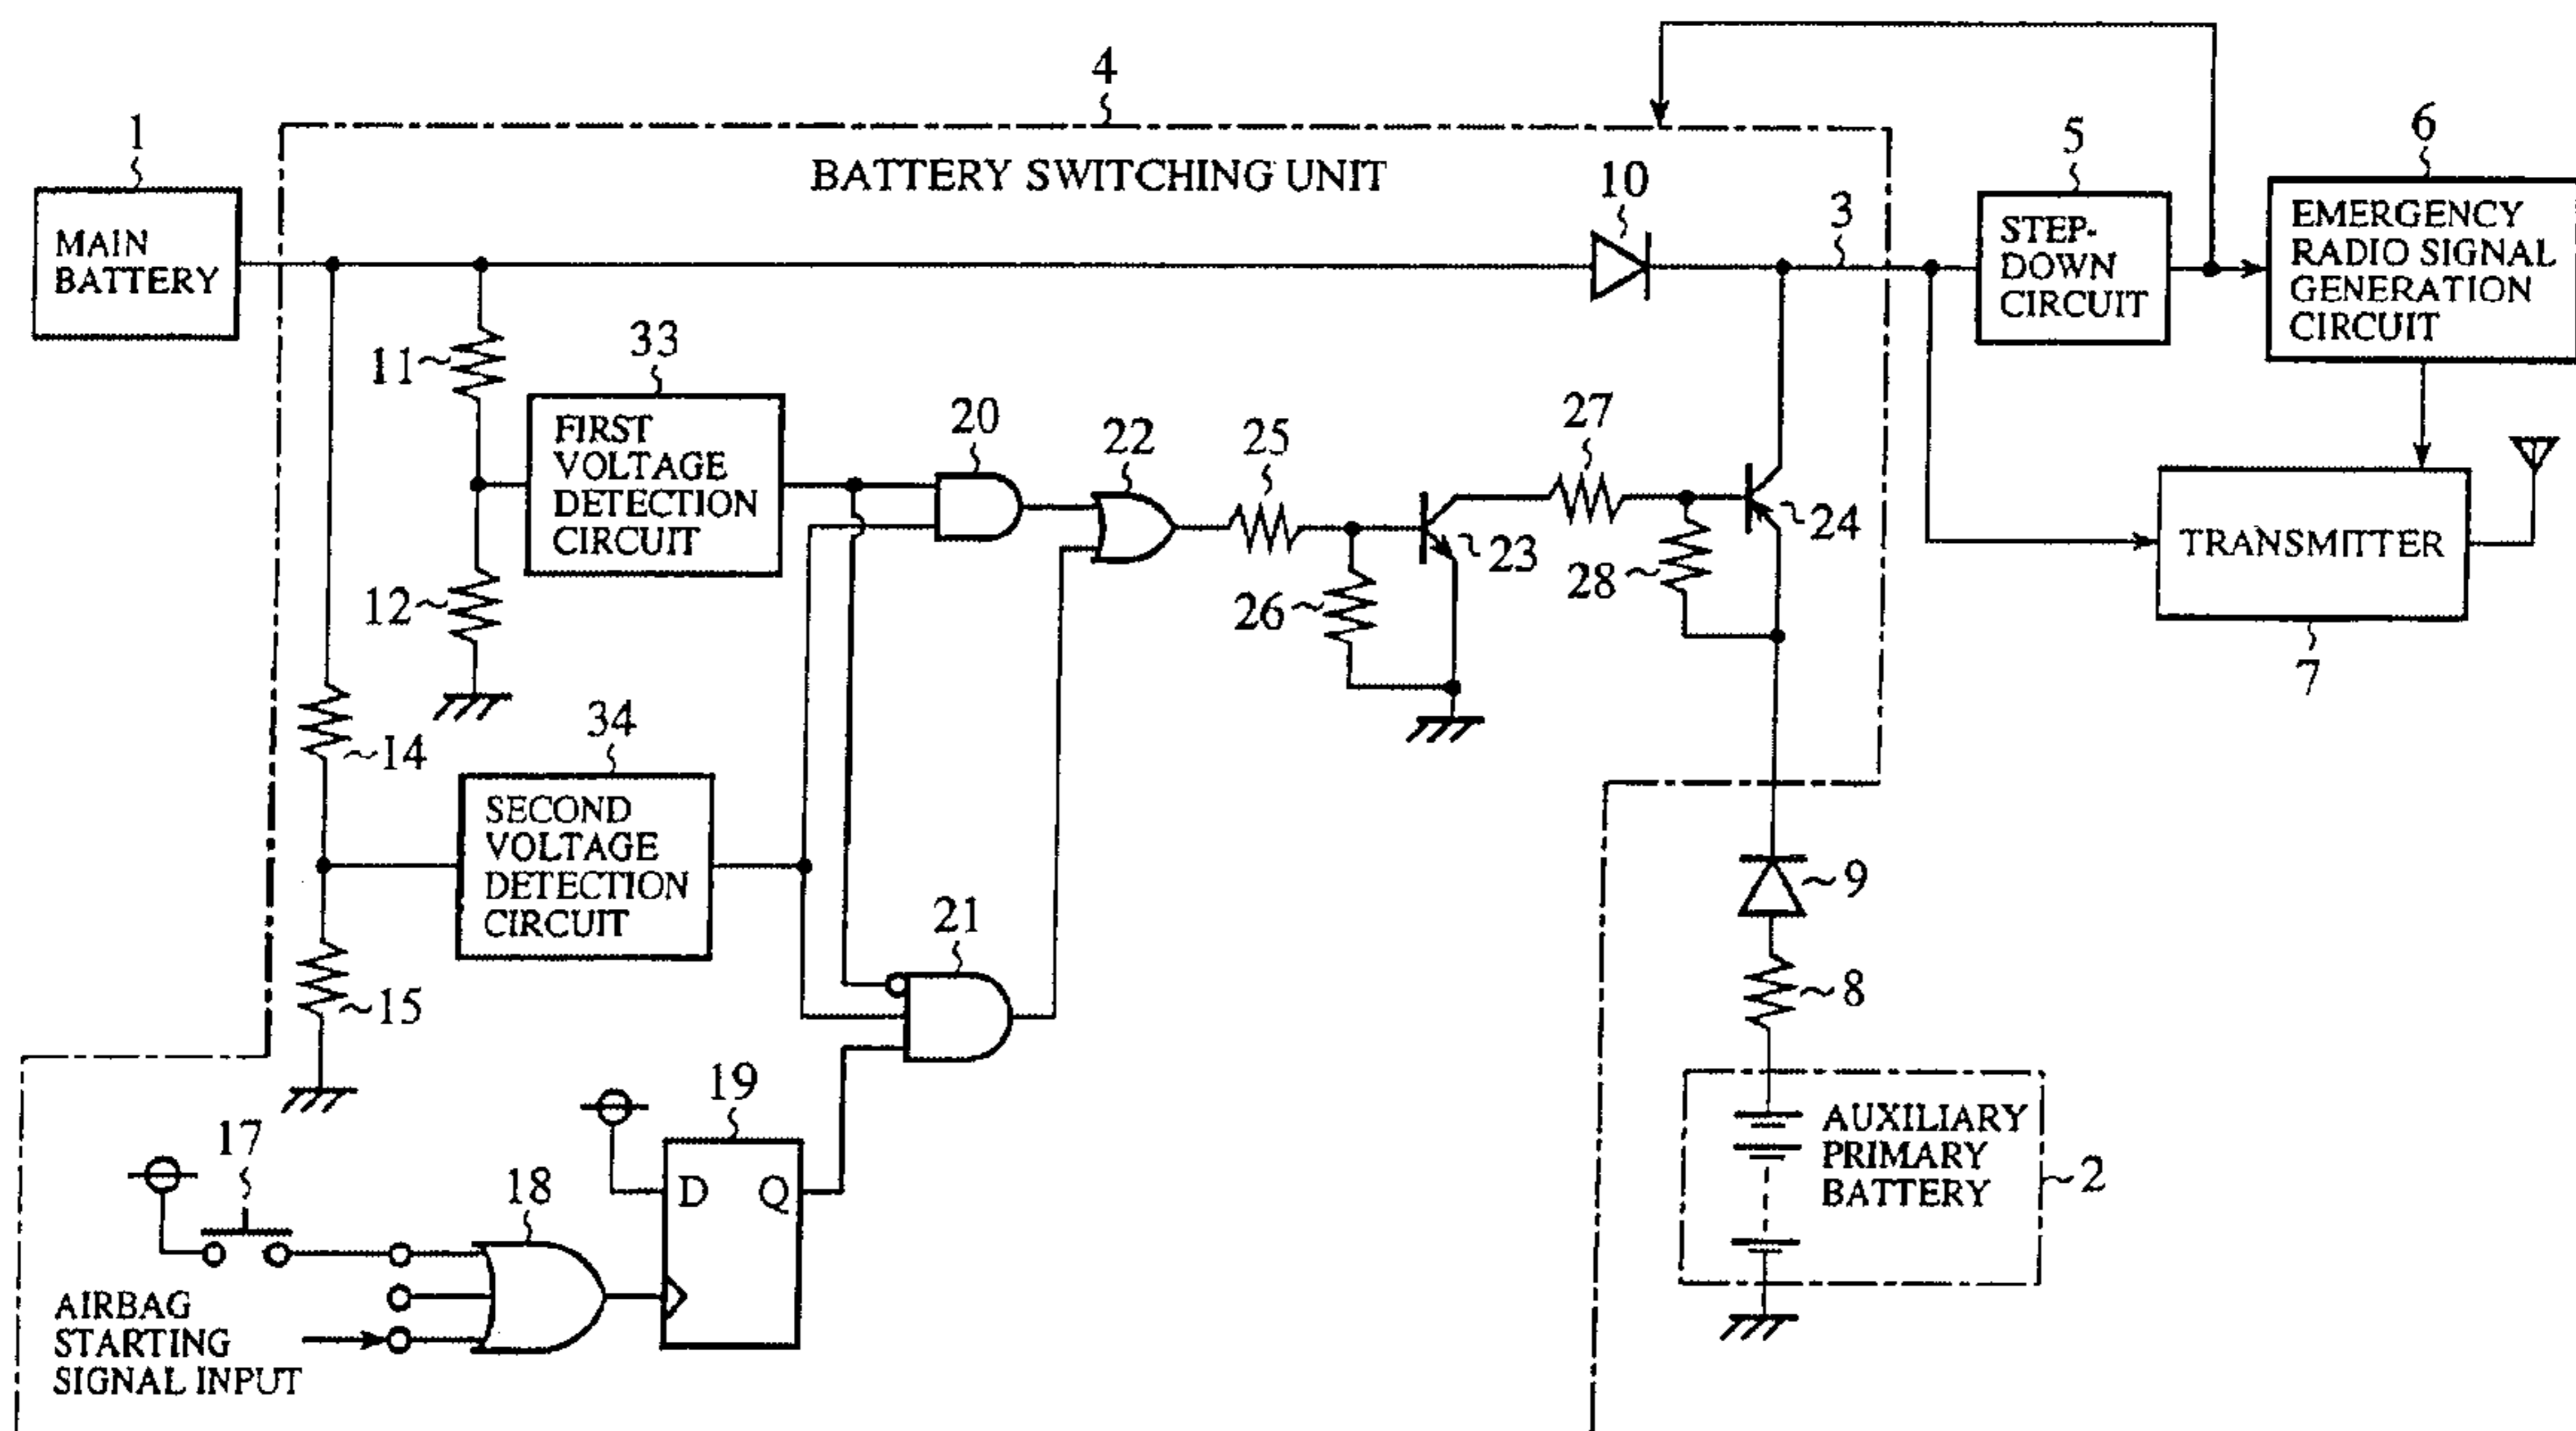 4
1
5
6
BATTERY SWITCHING UNIT
10
3
MAIN
BATTERY
STEP-
DOWN
CIRCUIT
EMERGENCY
RADIO SIGNAL
GENERATION
CIRCUIT
11
33
FIRST
VOLTAGE
DETECTION
CIRCUIT
20
22
25
27
24
23
TRANSMITTER
7
12
26
28
14
34
SECOND
VOLTAGE
DETECTION
CIRCUIT
15
21
9
8
17
18
19
D
Q
AIRBAG
STARTING
SIGNAL INPUT
AUXILIARY
PRIMARY
BATTERY
2